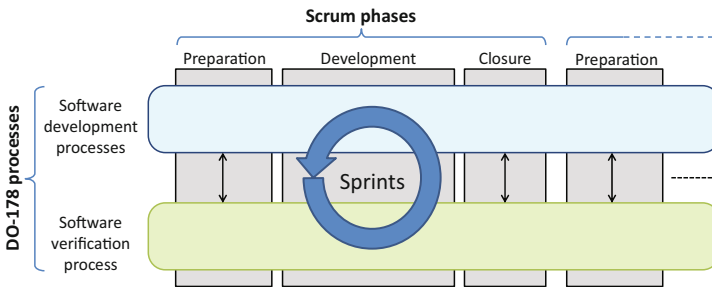 Scrum phases
Preparation
Development
Closure
Preparation
DO-178 processes
Software
development
processes
Sprints
Software
verification
process